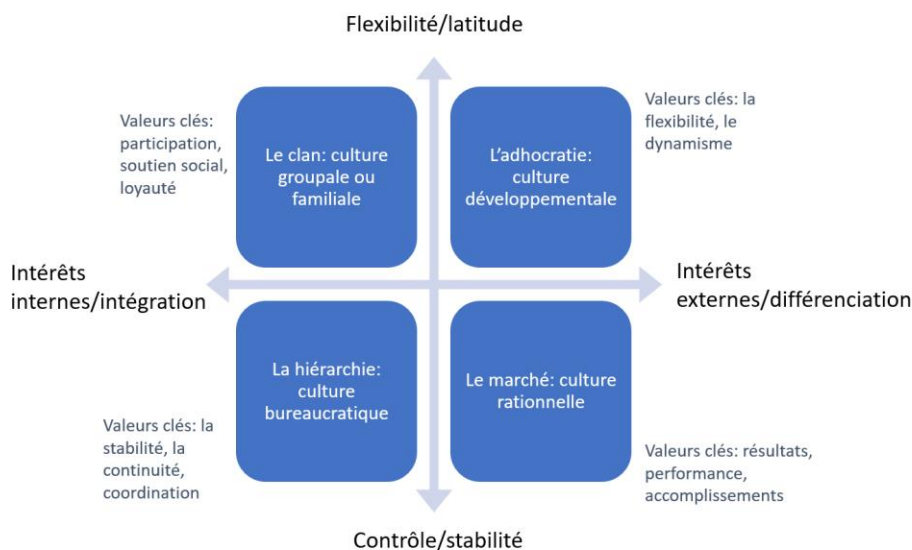 Flexibilité/latitude
Valeurs clés:
participation,
soutien social,
loyauté
Le clan: culture
groupale ou
familiale
L’adhocratie:
culture
développementale
Valeurs clés: la
flexibilité, le
dynamisme
Intérêts
internes/intégration
Intérêts
externes/différenciation
La hiérarchie:
culture
bureaucratique
Le marché: culture
rationnelle
Valeurs clés: la
stabilité, la
continuité,
coordination
Valeurs clés: résultats,
performance,
accomplissements
Contrôle/stabilité